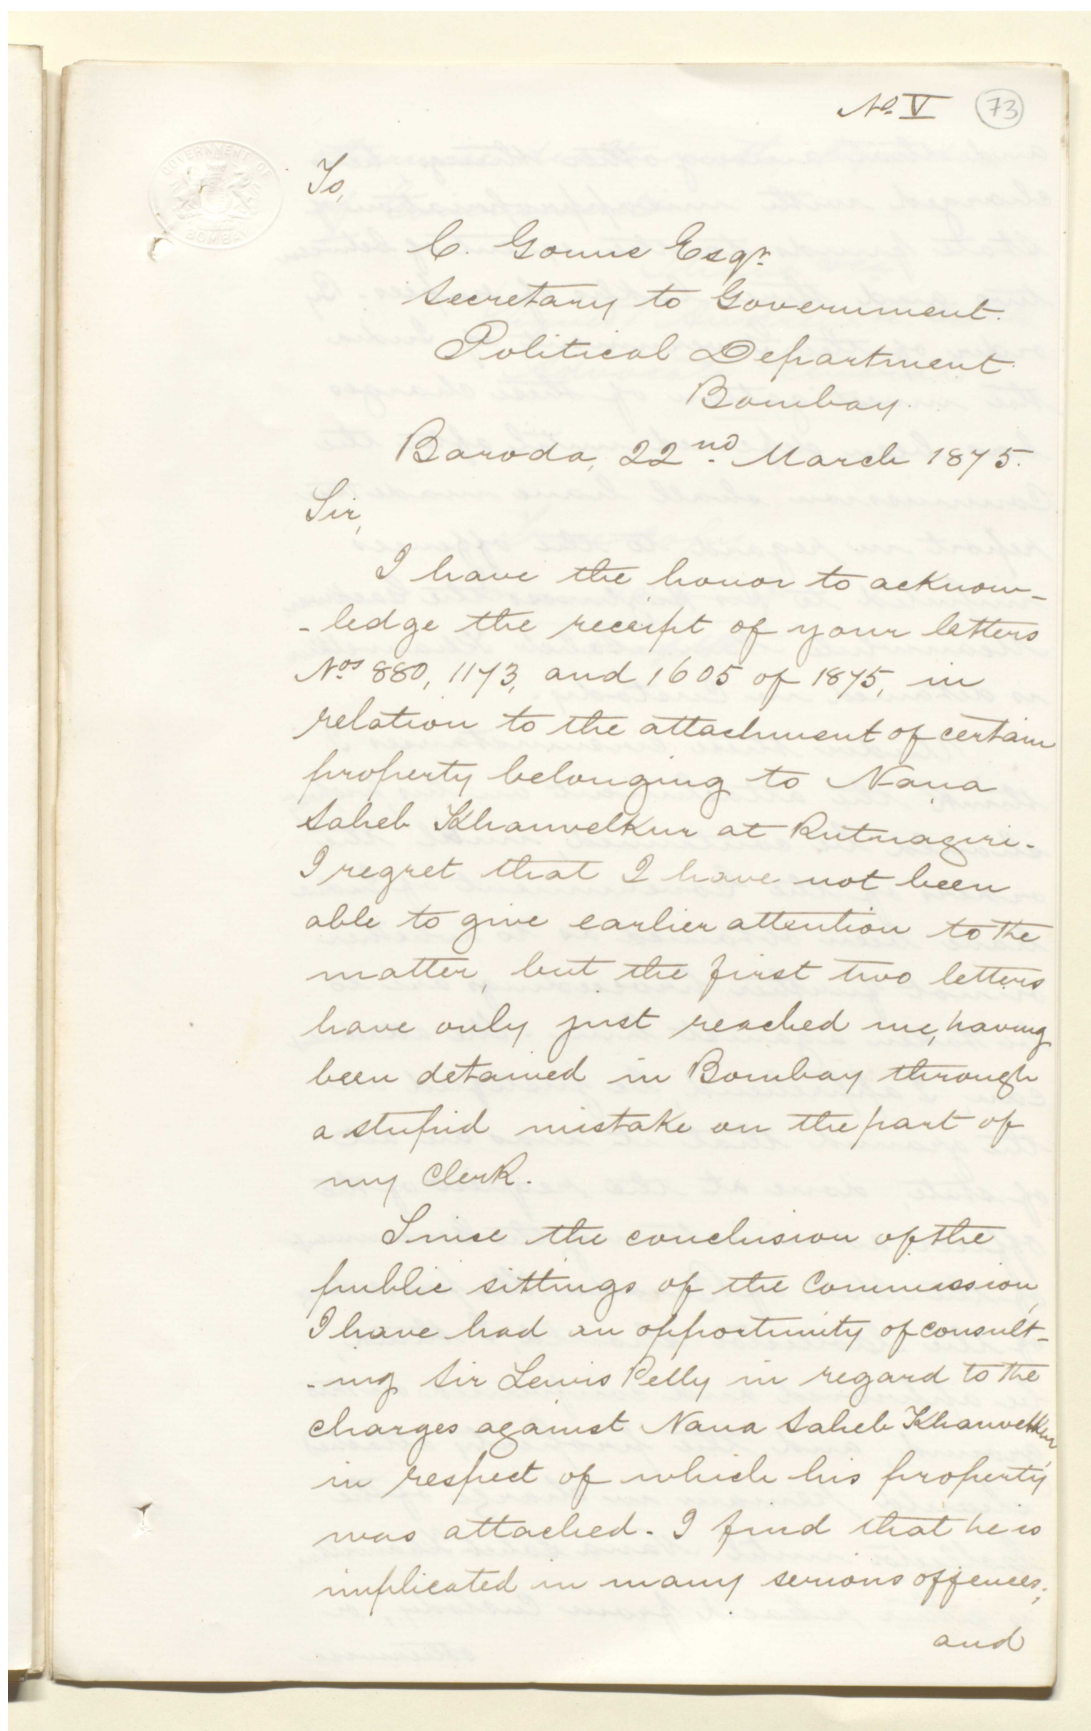 No. V 73
GOVERNMENT OF
BOMBAY
To,
C. Gonne Esqr.
Secretary to Government.
Political Department
Bombay.
Baroda, 22nd. March 1875.
Sir,
I have the honor to acknow-
-ledge the receipt of your letters
Nos 880, 1173, and 1605 of 1875, in
relation to the attachment of certain
property belonging to Nana
Saheb Khanvelkur at Rutnagiri.
I regret that I have not been
able to give earlier attention to the
matter, but the first two letters
have only just reached me, having
been detained in Bombay through
a stupid mistake on the part of
my Clerk.
Since the conclusion of the
public sittings of the Commission,
I have had an opportunity of consult-
-ing Sir Lewis Pelly in regard to the
charges against Nana Saheb Khanvelkur
in respect of which his property
was attached. I find that he is
implicated in many serious offences;
and